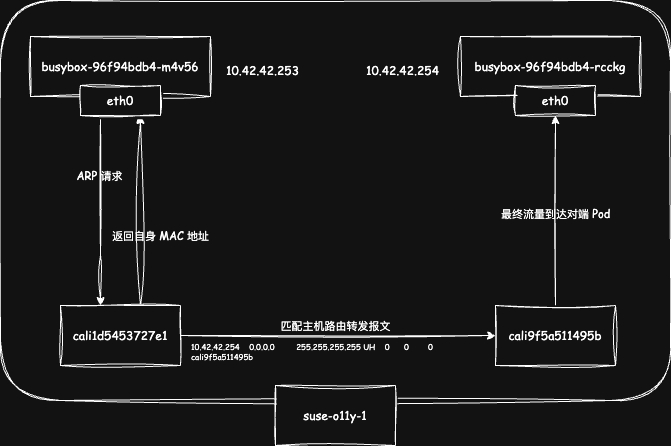 busybox-96f94bdb4-m4v56
10.42.42.253
10.42.42.254
busybox-96f94bdb4-rcckg
eth0
eth0
ARP 请求
返回自身 MAC 地址
最终流量到达对端 Pod
cali1d5453727e1
匹配主机路由转发报文
10.42.42.254 0.0.0.0 255.255.255.255 UH 0 0 0
cali9f5a511495b
cali9f5a511495b
suse-o11y-1